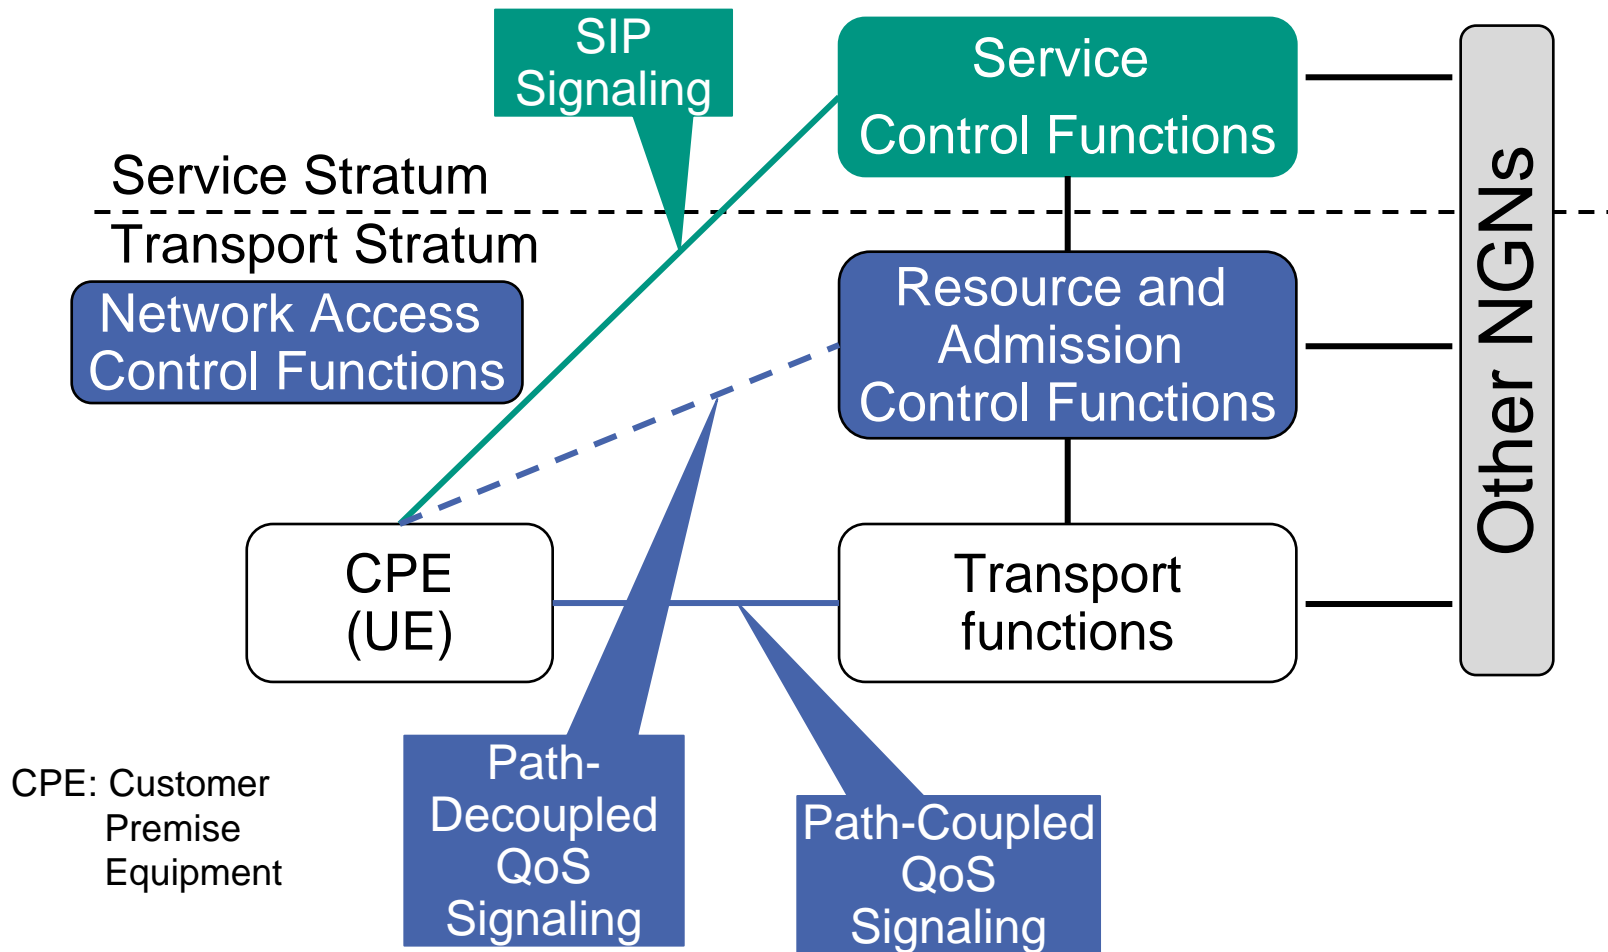 SIP
Signaling
Service
Control Functions
Service Stratum
Transport Stratum
Network Access
Control Functions
Resource and
Admission
Control Functions
Other NGNs
CPE
(UE)
Transport
functions
CPE: Customer
Premise
Equipment
Path-
Decoupled
QoS
Signaling
Path-Coupled
QoS
Signaling